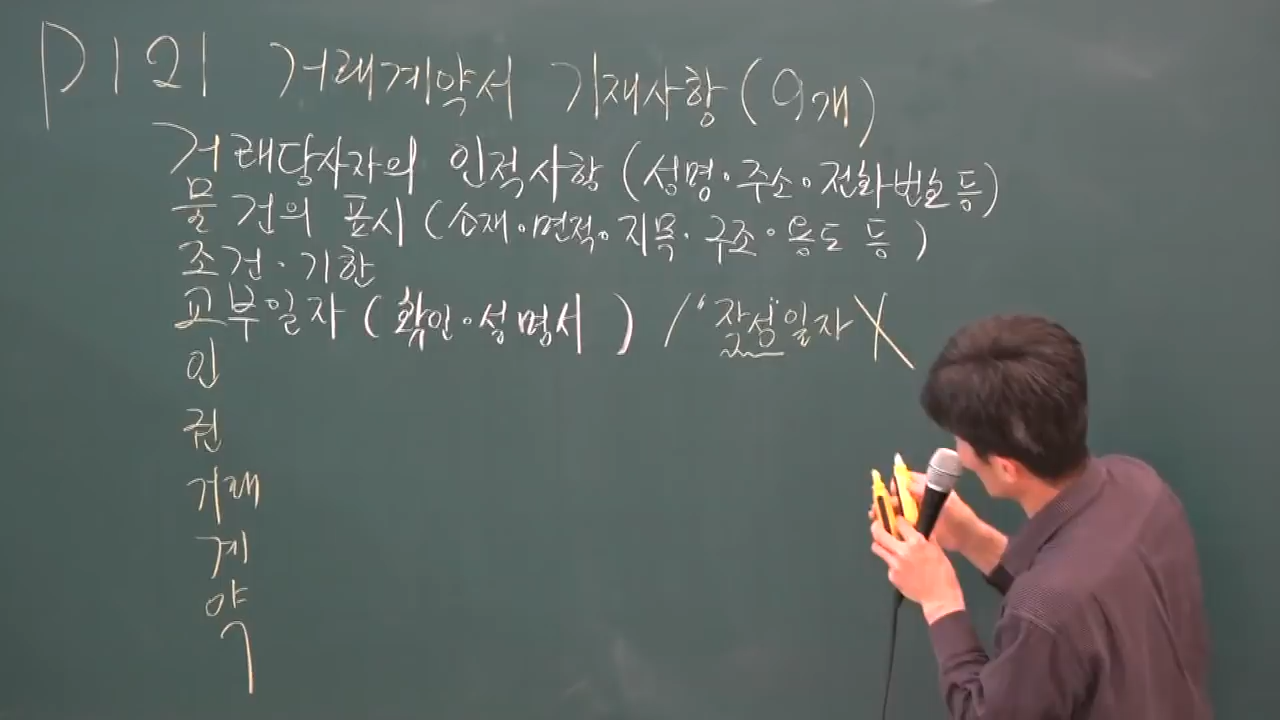 P121 거래계약서 기재사항 (9개)
거래당사자의 인적사항 (성명·주소·전화번호 등)
물건의 표시 (소재·면적·지목·구조·용도 등)
조건·기한
교부일자 (확인·설명서) / "작성"일자 X
인
권
거래
계
약
ㄱ